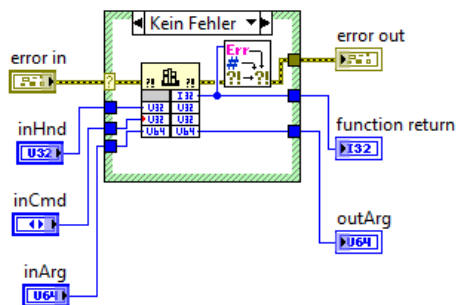 Kein Fehler
error in
error out
Err
#
?!
?!
?!→?!
I32
U32 U32
U32 U32
U64 U64
inHnd
U32
function return
I32
inCmd
outArg
U64
inArg
U64